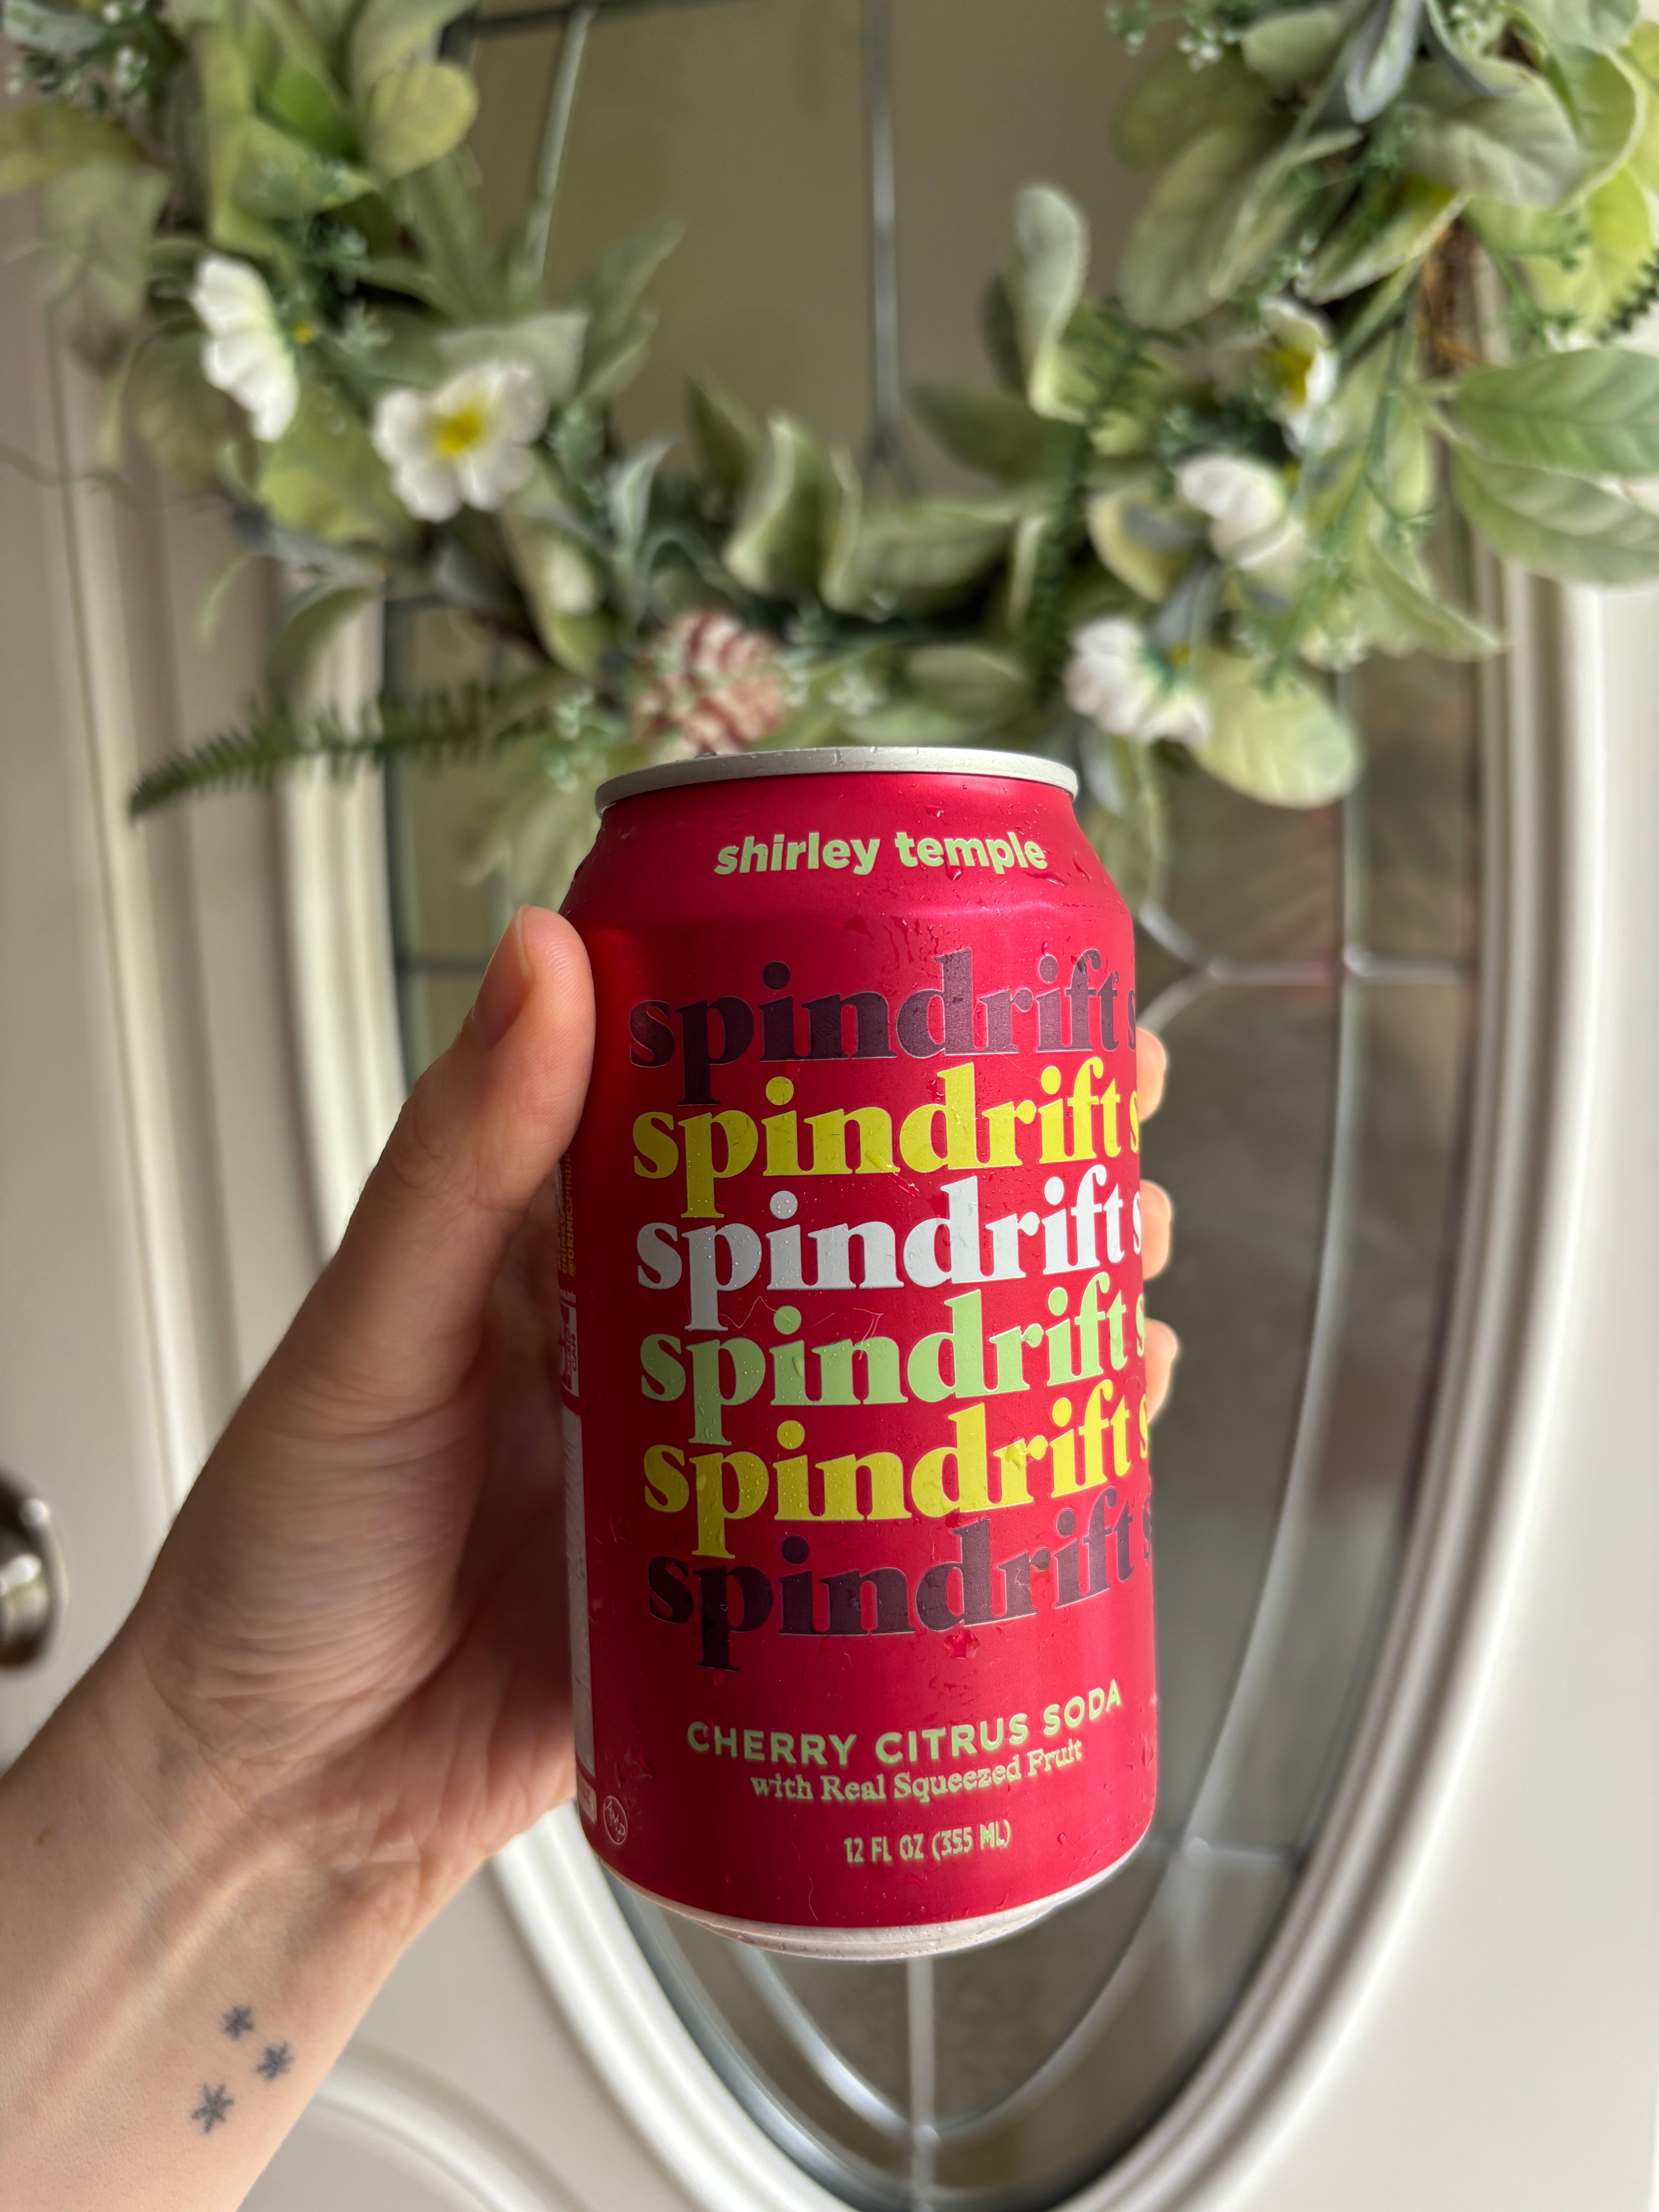 shirley temple
spindrift® s
spindrift s
spindrift s
spindrift s
spindrift s
spindrift s
CHERRY CITRUS SODA
with Real Squeezed Fruit
12 FL OZ (355 ML)